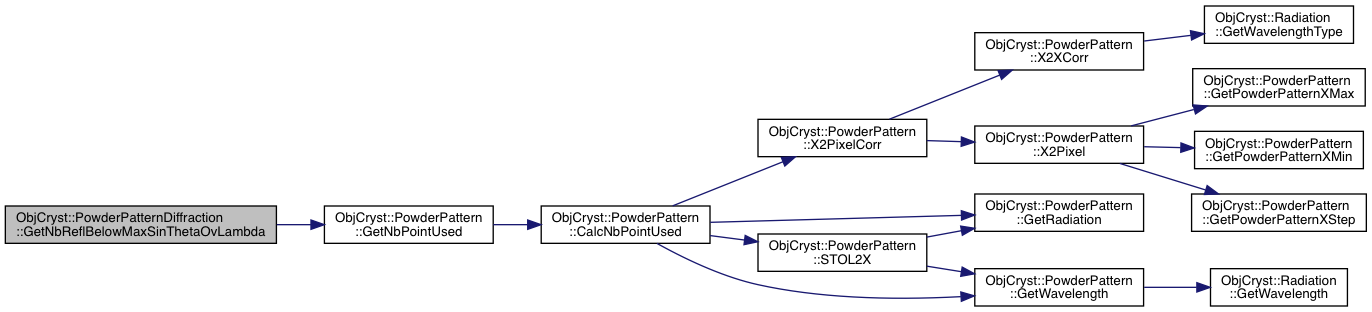 ObjCryst::PowderPatternDiffraction
::GetNbReflBelowMaxSinThetaOvLambda
ObjCryst::PowderPattern
::GetNbPointUsed
ObjCryst::PowderPattern
::CalcNbPointUsed
ObjCryst::PowderPattern
::X2PixelCorr
ObjCryst::PowderPattern
::STOL2X
ObjCryst::PowderPattern
::X2XCorr
ObjCryst::PowderPattern
::X2Pixel
ObjCryst::PowderPattern
::GetRadiation
ObjCryst::PowderPattern
::GetWavelength
ObjCryst::Radiation
::GetWavelengthType
ObjCryst::PowderPattern
::GetPowderPatternXMax
ObjCryst::PowderPattern
::GetPowderPatternXMin
ObjCryst::PowderPattern
::GetPowderPatternXStep
ObjCryst::Radiation
::GetWavelength